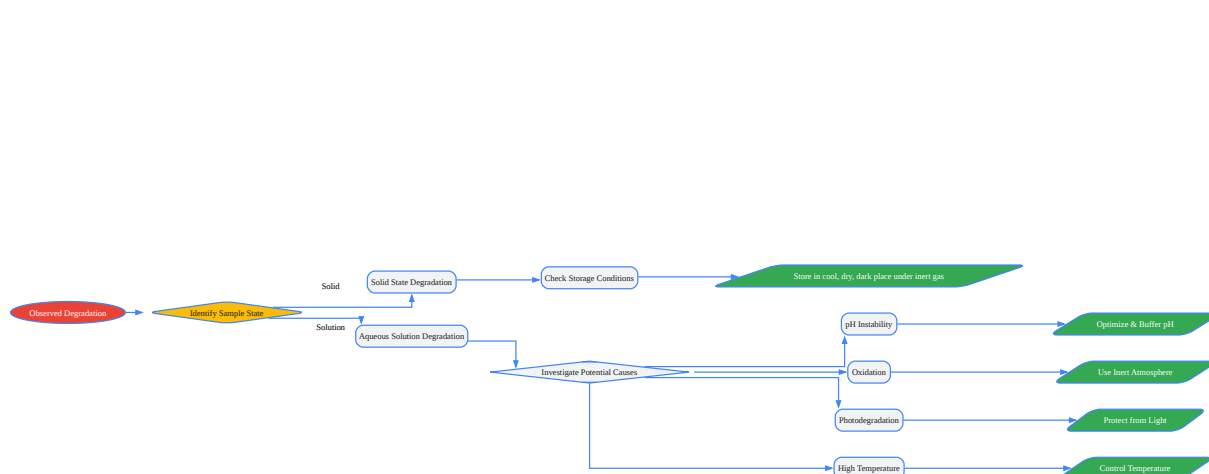 Observed Degradation
Identify Sample State
Solid
Solution
Solid State Degradation
Check Storage Conditions
Store in cool, dry, dark place under inert gas
Aqueous Solution Degradation
Investigate Potential Causes
pH Instability
Optimize & Buffer pH
Oxidation
Use Inert Atmosphere
Photodegradation
Protect from Light
High Temperature
Control Temperature